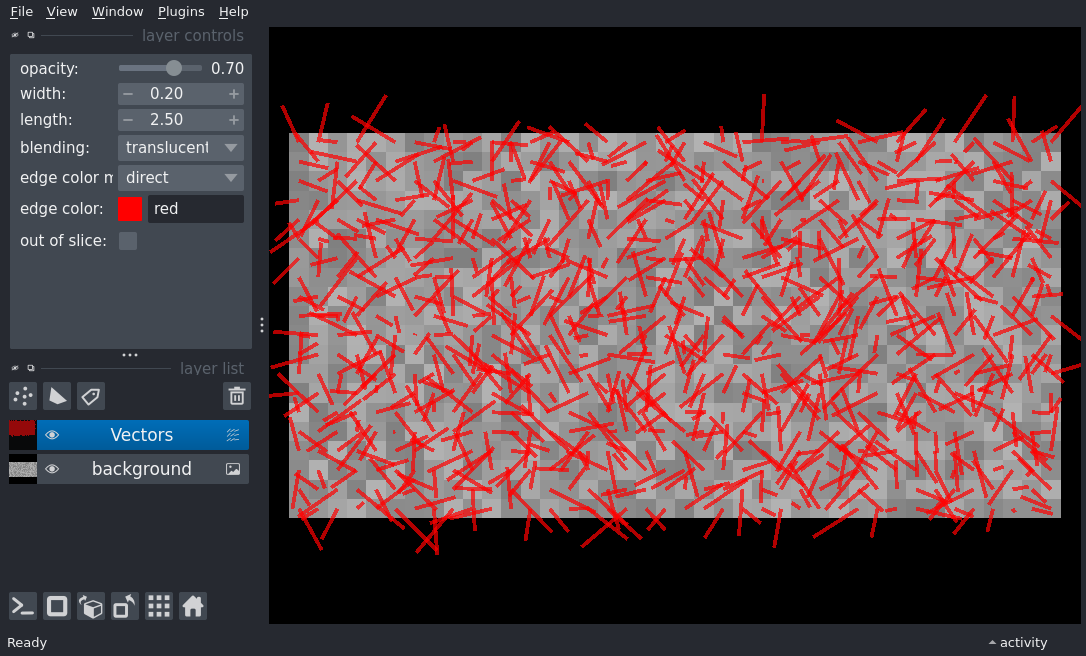 File View Window Plugins Help
layer controls
opacity: 0.70
width: 0.20
length: 2.50
blending: translucent
edge color m direct
edge color: red
out of slice:
layer list
Vectors
background
Ready activity